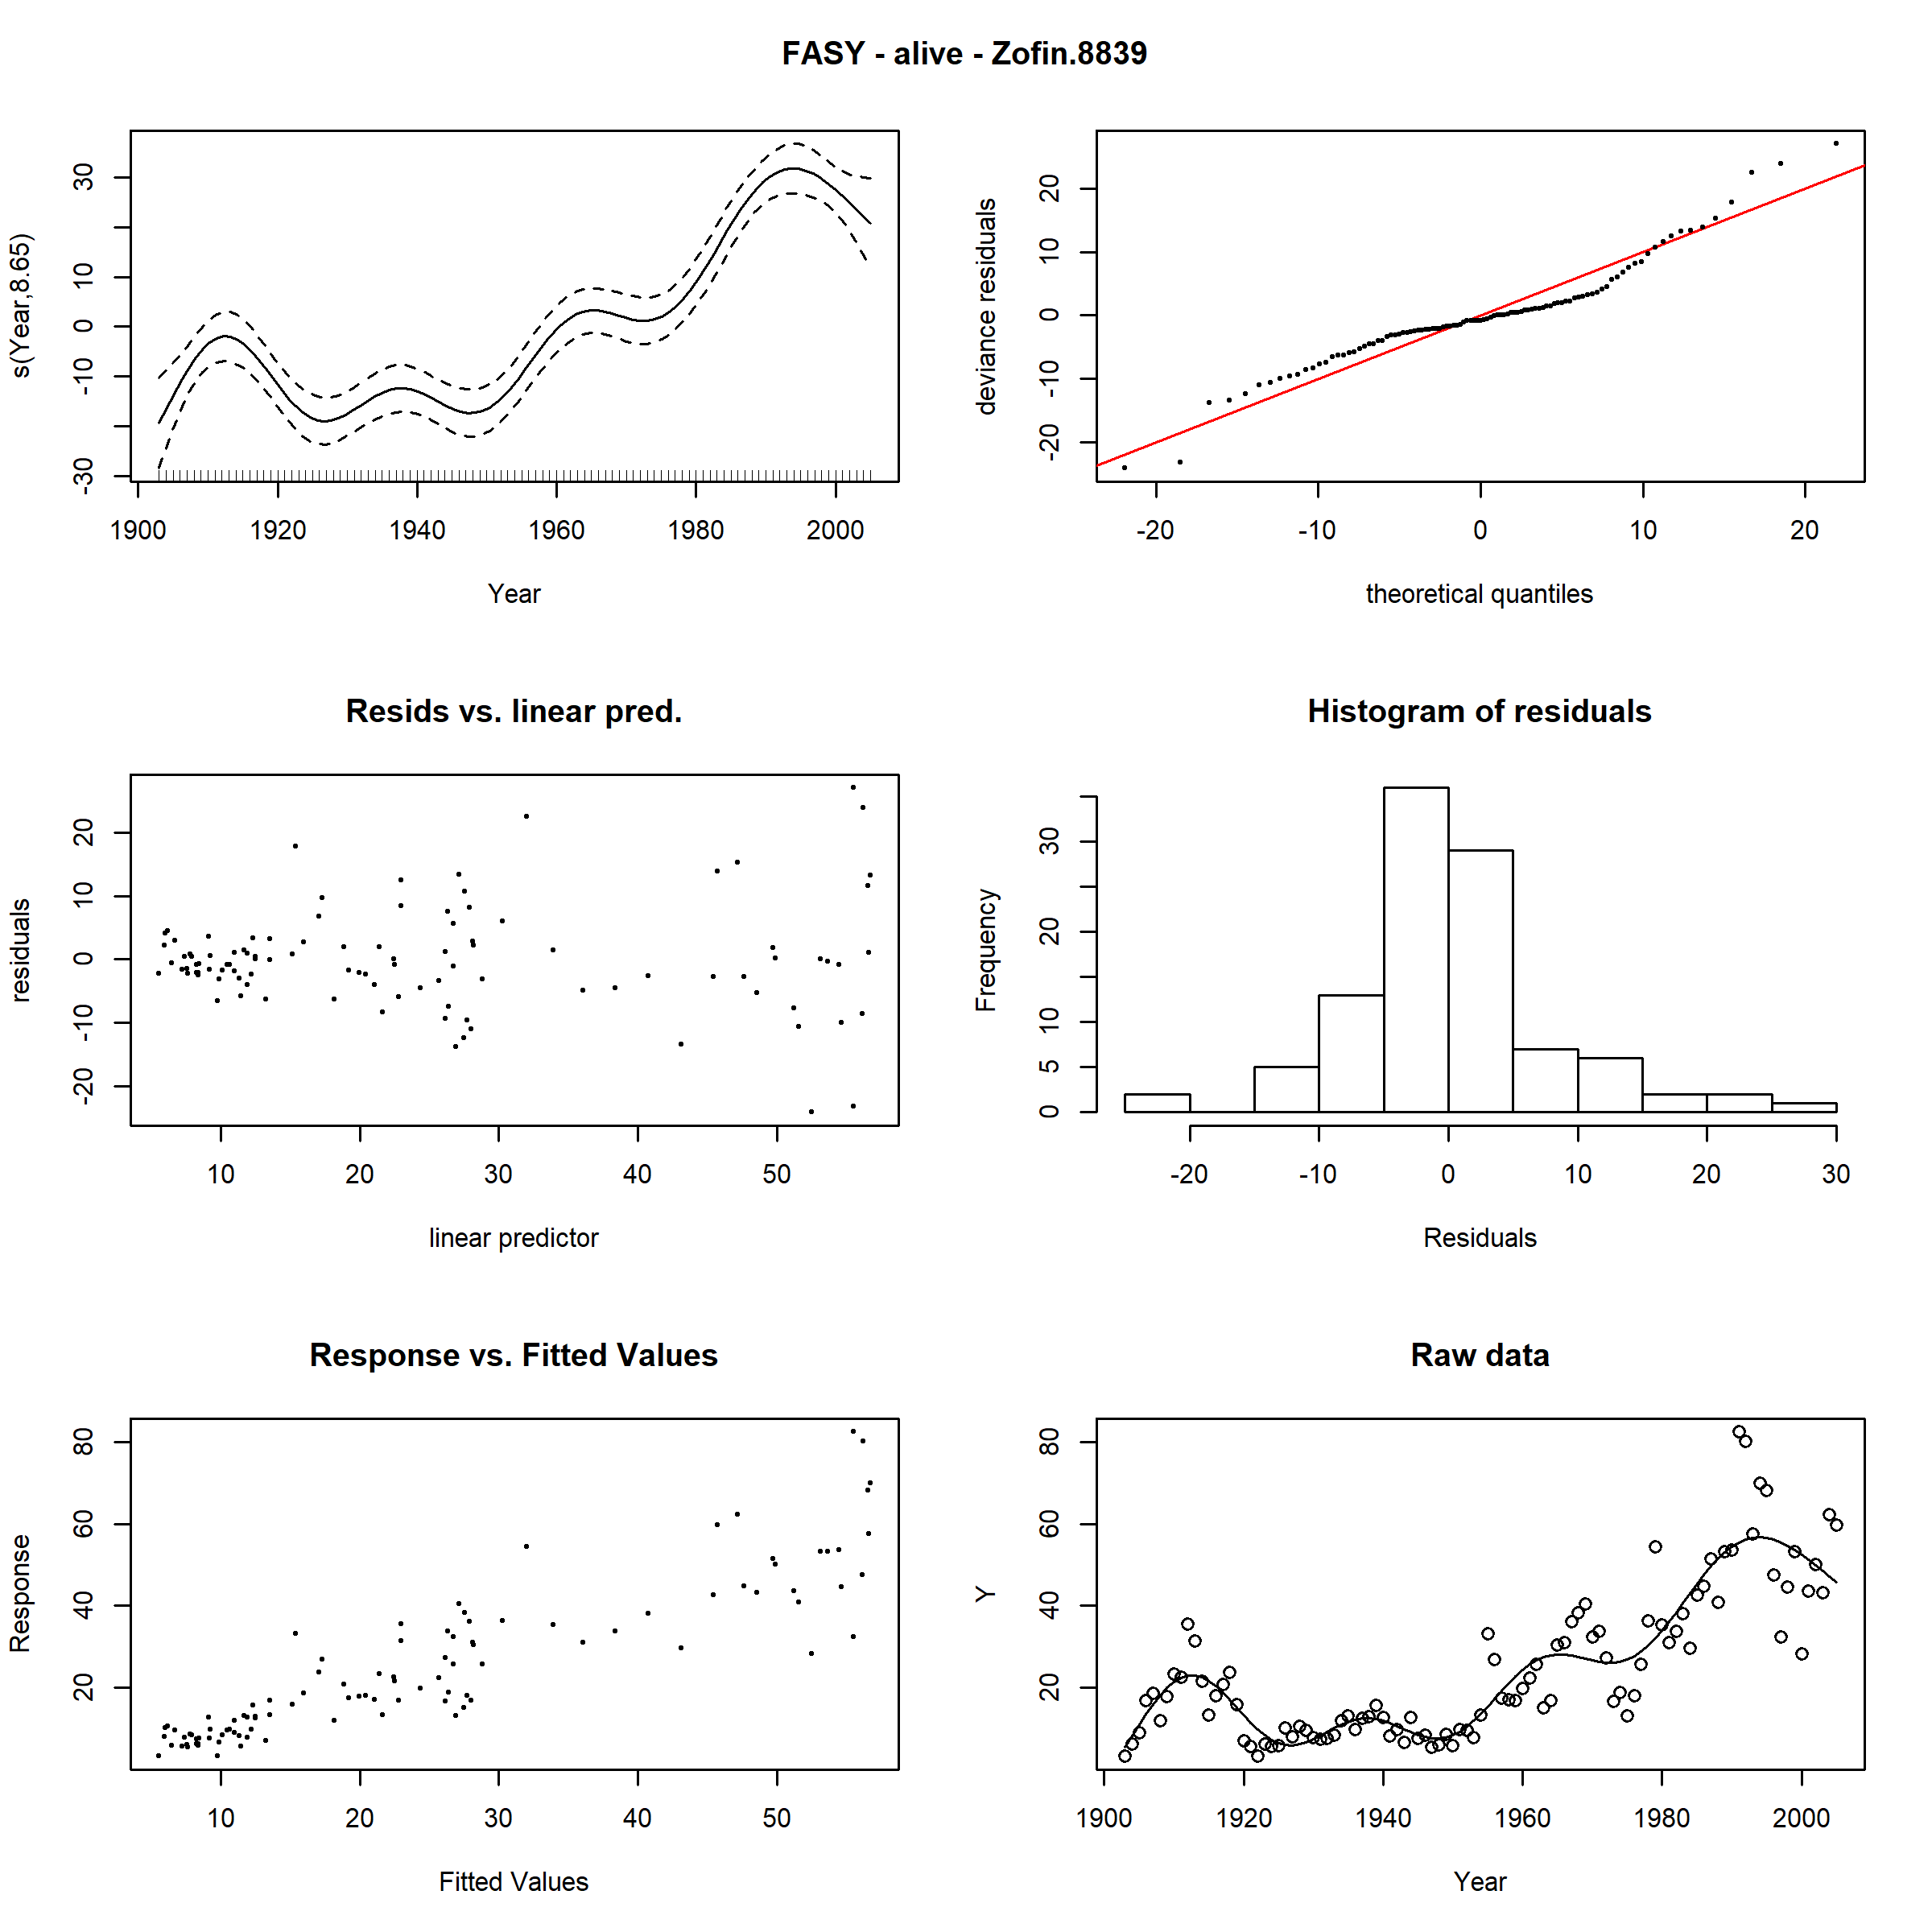 FASY - alive - Zofin.8839
s(Year,8.65)
30
10
0
-10
-30
1900 1920 1940 1960 1980 2000
Year
deviance residuals
20
10
0
-10
-20
-20 -10 0 10 20
theoretical quantiles
Resids vs. linear pred.
residuals
20
10
0
-10
-20
10 20 30 40 50
linear predictor
Histogram of residuals
Frequency
30
20
10
5
0
-20 -10 0 10 20 30
Residuals
Response vs. Fitted Values
Response
80
60
40
20
10 20 30 40 50
Fitted Values
Raw data
Y
80
60
40
20
1900 1920 1940 1960 1980 2000
Year